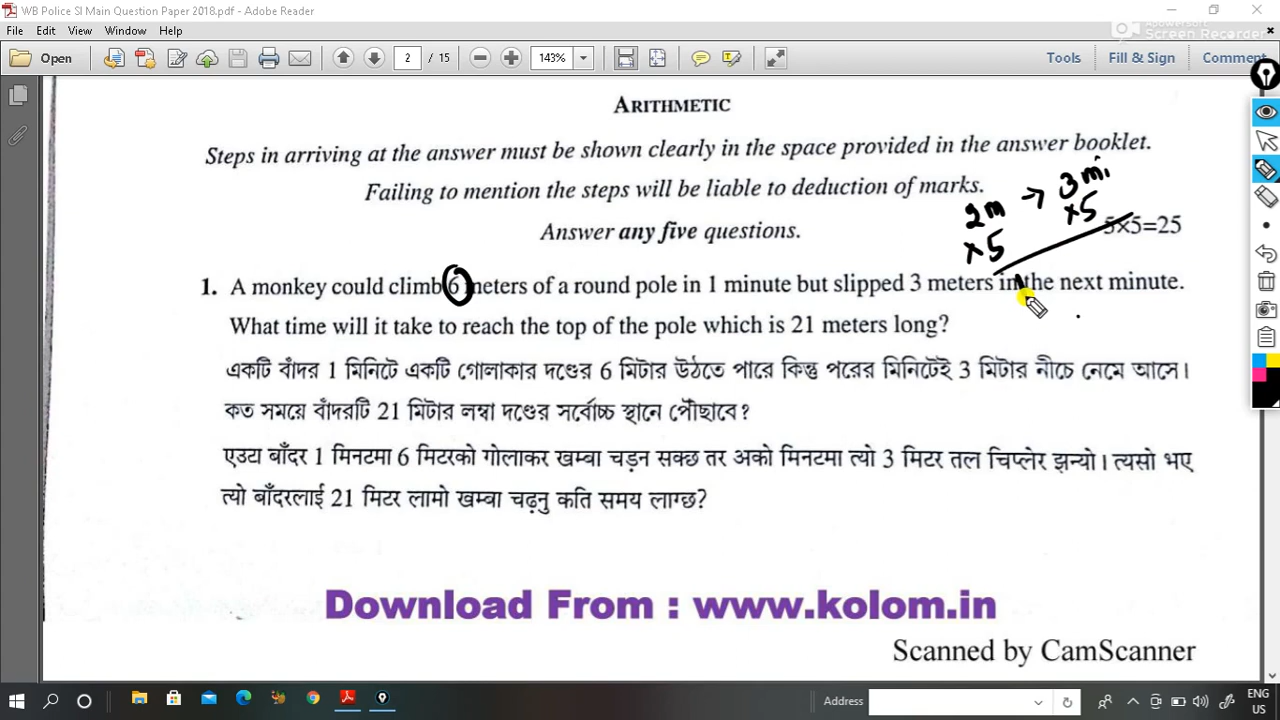 WB Police SI Main Question Paper 2018.pdf - Adobe Reader
Apowersoft
Screen Recorder
File Edit View Window Help
Open 2 / 15 143% Tools Fill & Sign Comment
ARITHMETIC
Steps in arriving at the answer must be shown clearly in the space provided in the answer booklet.
Failing to mention the steps will be liable to deduction of marks.
2m → 3mi
×5 ×5
Answer any five questions. 5×5=25
1. A monkey could climb 6 meters of a round pole in 1 minute but slipped 3 meters in the next minute.
What time will it take to reach the top of the pole which is 21 meters long?
একটি বাঁদর 1 মিনিটে একটি গোলাকার দণ্ডের 6 মিটার উঠতে পারে কিন্তু পরের মিনিটেই 3 মিটার নীচে নেমে আসে।
কত সময়ে বাঁদরটি 21 মিটার লম্বা দণ্ডের সর্বোচ্চ স্থানে পৌঁছাবে?
एउटा बाँदर 1 मिनटमा 6 मिटरको गोलाकर खम्बा चड़न सक्छ तर अको मिनटमा त्यो 3 मिटर तल चिप्लेर झन्यो। त्यसो भए
त्यो बाँदरलाई 21 मिटर लामो खम्बा चढ़नु कति समय लाग्छ?
Download From : www.kolom.in
Scanned by CamScanner
Address ENG
US